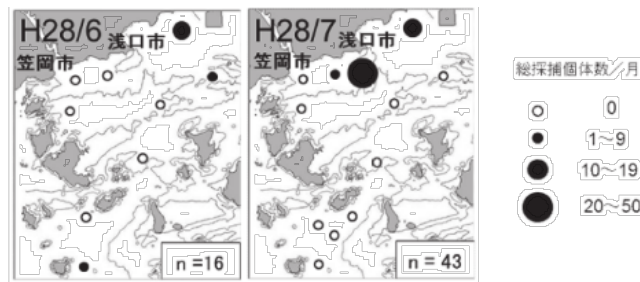 H28/6
浅口市
笠岡市
n =16
H28/7
浅口市
笠岡市
n = 43
総採捕個体数/月
0
1~9
10~19
20~50